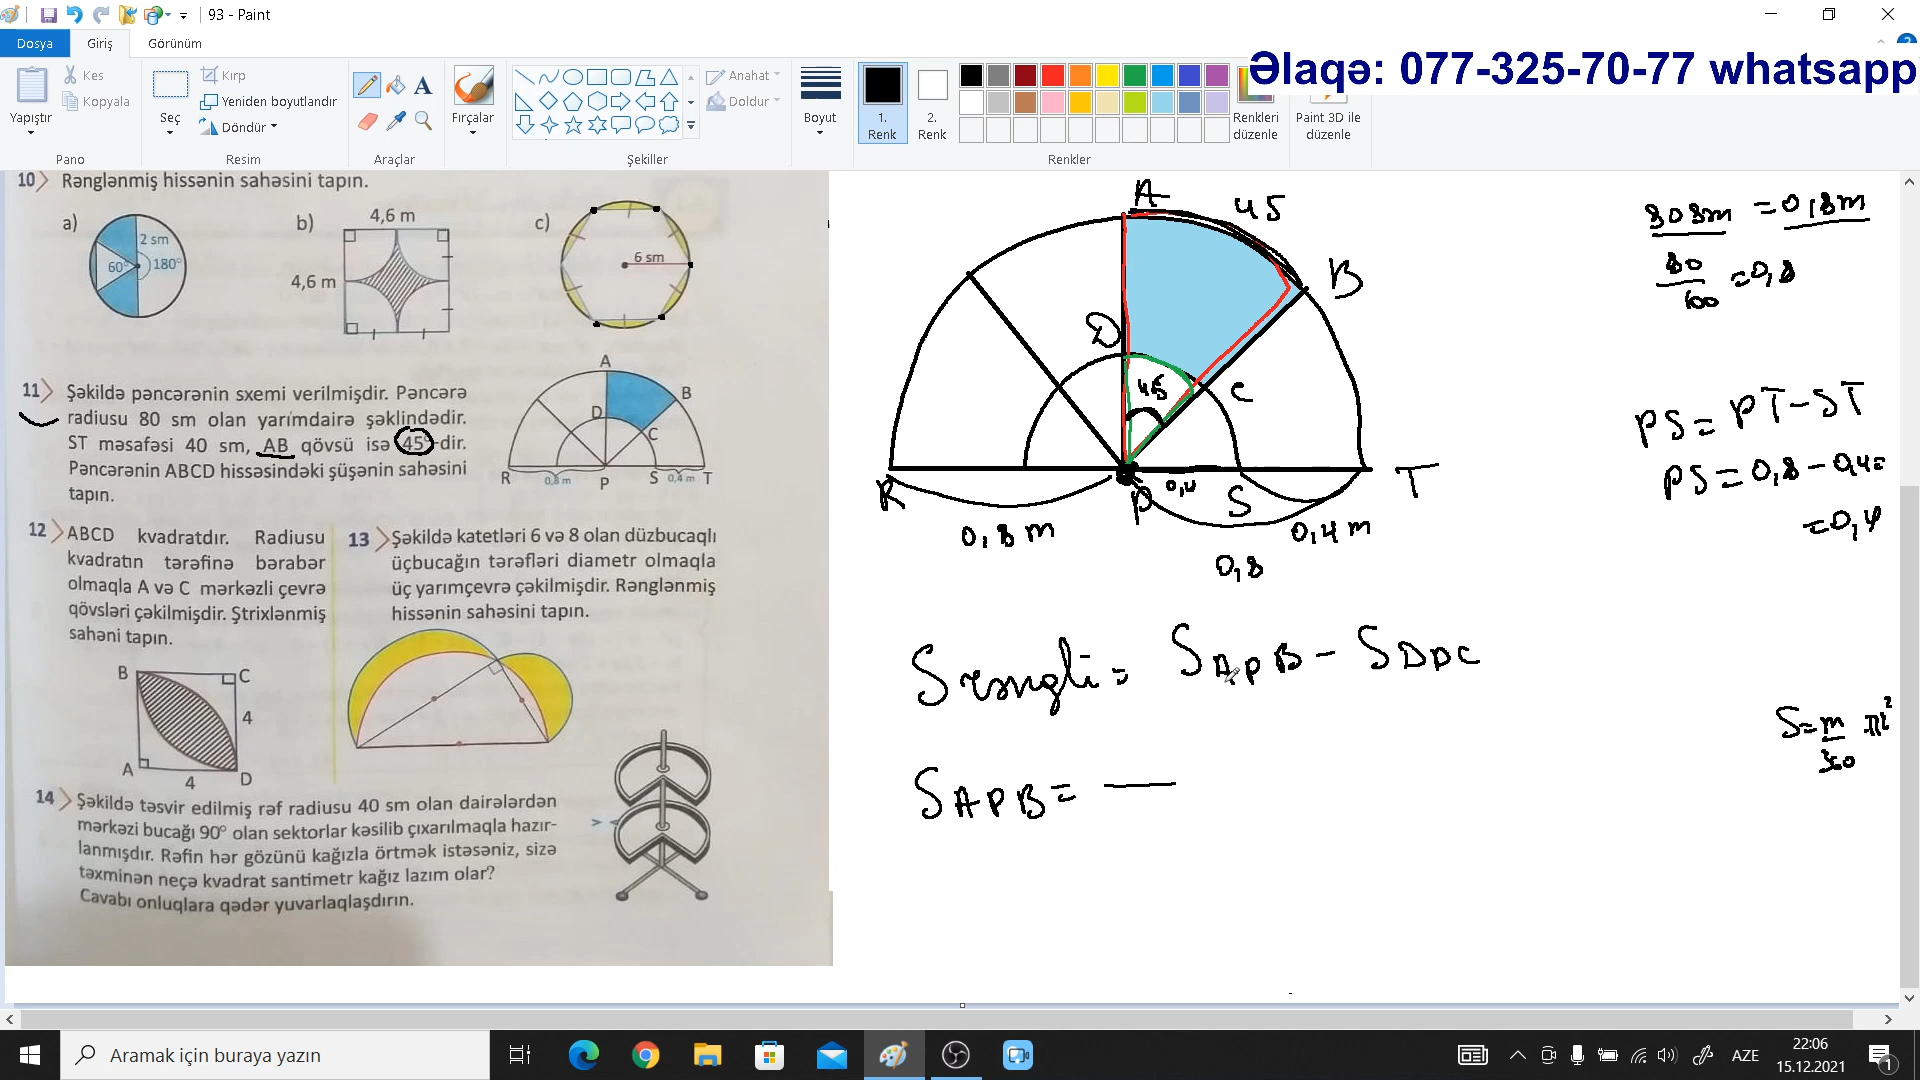 93 - Paint
Dosya
Giriş
Görünüm
Əlaqə: 077-325-70-77 whatsapp
Yapıştır
Kes
Kopyala
Pano
Seç
Kırp
Yeniden boyutlandır
Döndür
Resim
Araçlar
Fırçalar
Şekiller
Anahat
Doldur
Boyut
1.
Renk
2.
Renk
Renkler
Renkleri
düzenle
Paint 3D ile
düzenle
10 Rənglənmiş hissənin sahəsini tapın.
a)
2 sm
60°
180°
b)
4,6 m
4,6 m
c)
6 sm
11 Şəkildə pəncərənin sxemi verilmişdir. Pəncərə
radiusu 80 sm olan yarımdairə şəklindədir.
ST məsafəsi 40 sm, AB qövsü isə 45°-dir.
Pəncərənin ABCD hissəsindəki şüşənin sahəsini
tapın.
A
B
D
C
R
0,8 m
P
S
0,4 m
T
12 ABCD kvadratdır. Radiusu
kvadratın tərəfinə bərabər
olmaqla A və C mərkəzli çevrə
qövsləri çəkilmişdir. Ştrixlənmiş
sahəni tapın.
B
C
4
A
4
D
13 Şəkildə katetləri 6 və 8 olan düzbucaqlı
üçbucağın tərəfləri diametr olmaqla
üç yarımçevrə çəkilmişdir. Rənglənmiş
hissənin sahəsini tapın.
14 Şəkildə təsvir edilmiş rəf radiusu 40 sm olan dairələrdən
mərkəzi bucağı 90° olan sektorlar kəsilib çıxarılmaqla hazır-
lanmışdır. Rəfin hər gözünü kağızla örtmək istəsəniz, sizə
təxminən neçə kvadrat santimetr kağız lazım olar?
Cavabı onluqlara qədər yuvarlaqlaşdırın.
A
45
B
D
45
C
R
P
0,4
S
T
0,8 m
0,4 m
0,8
80 sm = 0,8 m
80/100 = 0,8
PS = PT - ST
PS = 0,8 - 0,4 =
= 0,4
S rəngli = S APB - S DPC
S = m/360 πr²
S APB =
Aramak için buraya yazın
AZE
22:06
15.12.2021
1